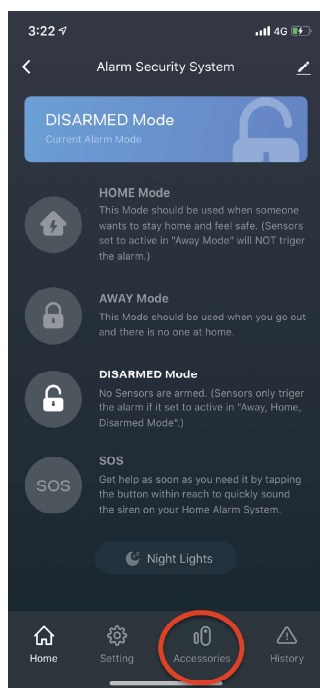 3:22 4G
Alarm Security System
DISARMED Mode
Current Alarm Mode
HOME Mode
This Mode should be used when someone
wants to stay home and feel safe. (Sensors
set to active in "Away Mode" will NOT triger
the alarm.)
AWAY Mode
This Mode should be used when you go out
and there is no one at home.
DISARMED Mode
No Sensors are armed. (Sensors only triger
the alarm if it set to active in "Away, Home,
Disarmed Mode".)
SOS
SOS
Get help as soon as you need it by tapping
the button within reach to quickly sound
the siren on your Home Alarm System.
Night Lights
Home Setting Accessories History